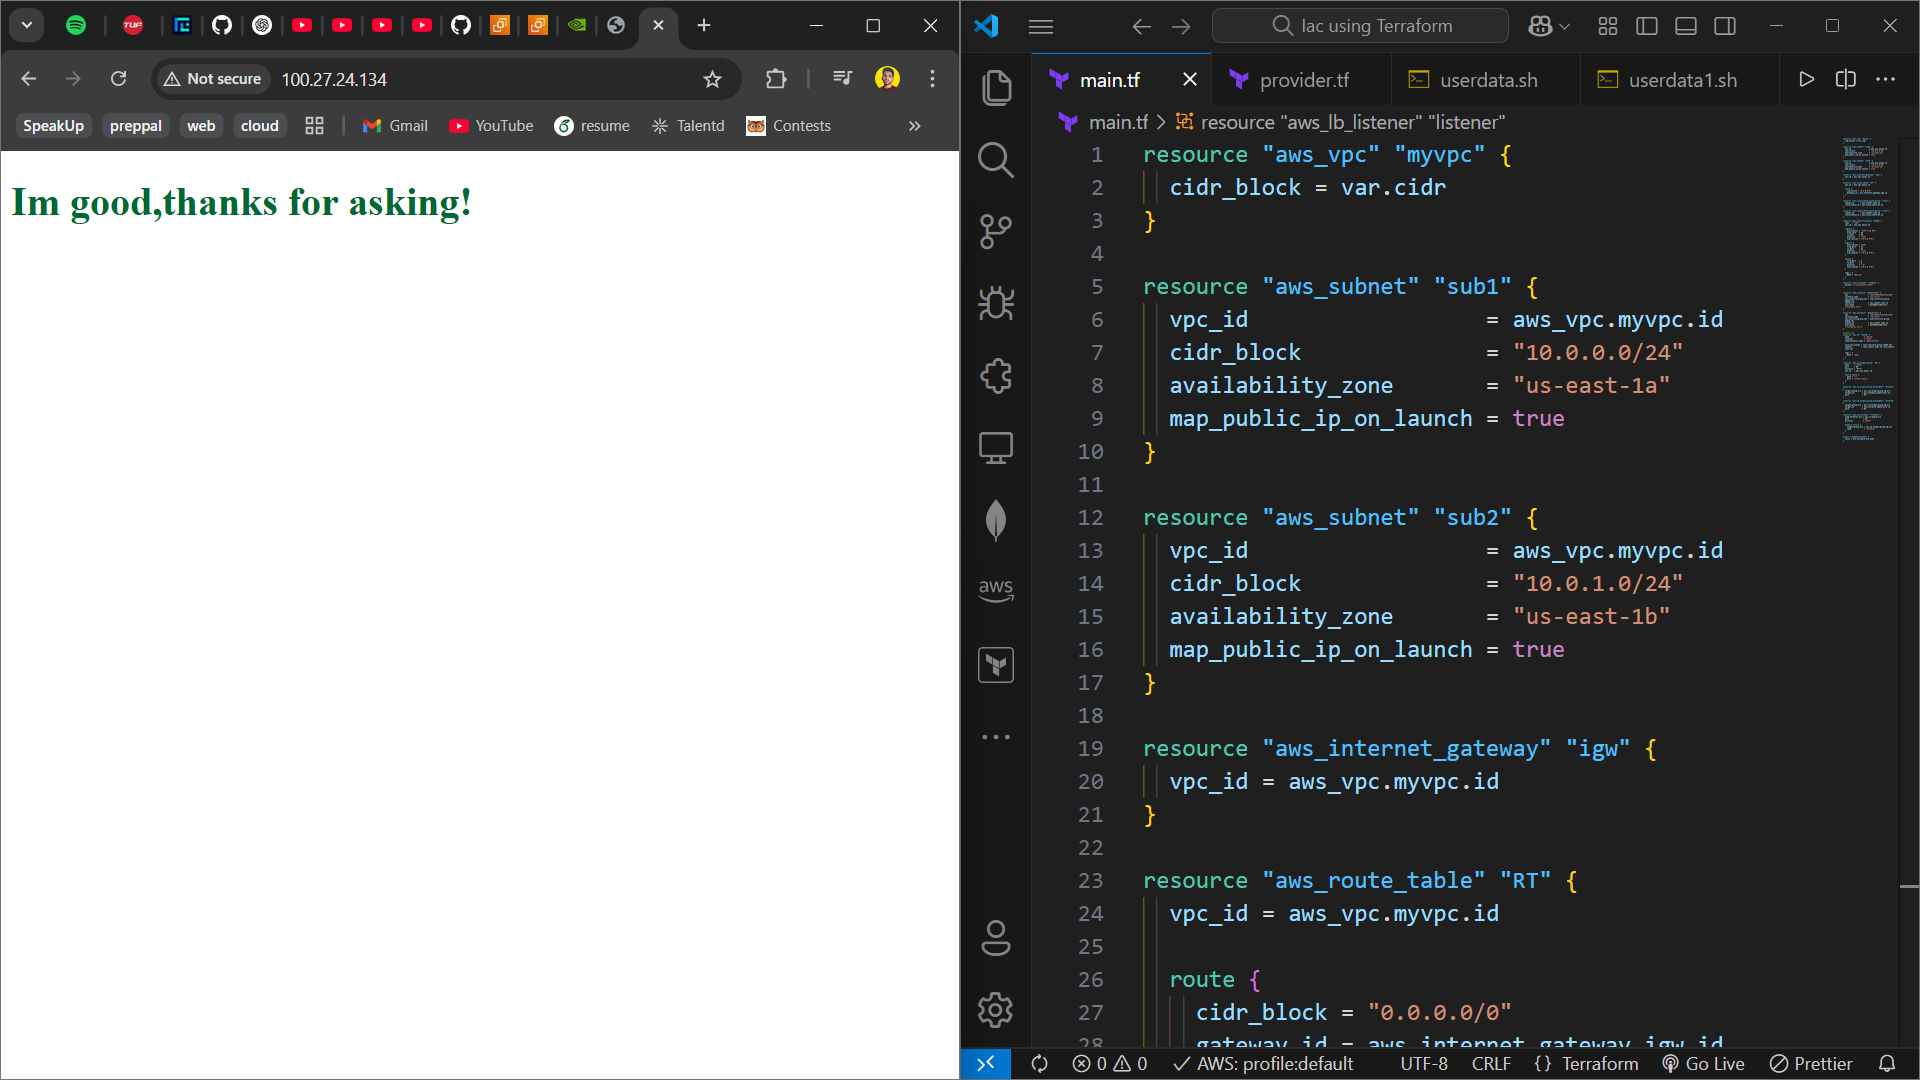 Not secure
100.27.24.134
SpeakUp
preppal
web
cloud
Gmail
YouTube
resume
Talentd
Contests
Im good,thanks for asking!
Iac using Terraform
main.tf
provider.tf
userdata.sh
userdata1.sh
main.tf > resource "aws_lb_listener" "listener"
1 resource "aws_vpc" "myvpc" {
2 cidr_block = var.cidr
3 }
4
5 resource "aws_subnet" "sub1" {
6 vpc_id = aws_vpc.myvpc.id
7 cidr_block = "10.0.0.0/24"
8 availability_zone = "us-east-1a"
9 map_public_ip_on_launch = true
10 }
11
12 resource "aws_subnet" "sub2" {
13 vpc_id = aws_vpc.myvpc.id
14 cidr_block = "10.0.1.0/24"
15 availability_zone = "us-east-1b"
16 map_public_ip_on_launch = true
17 }
18
19 resource "aws_internet_gateway" "igw" {
20 vpc_id = aws_vpc.myvpc.id
21 }
22
23 resource "aws_route_table" "RT" {
24 vpc_id = aws_vpc.myvpc.id
25
26 route {
27 cidr_block = "0.0.0.0/0"
28 gateway_id = aws_internet_gateway.igw.id
aws
0 0
AWS: profile:default
UTF-8
CRLF
{} Terraform
Go Live
Prettier